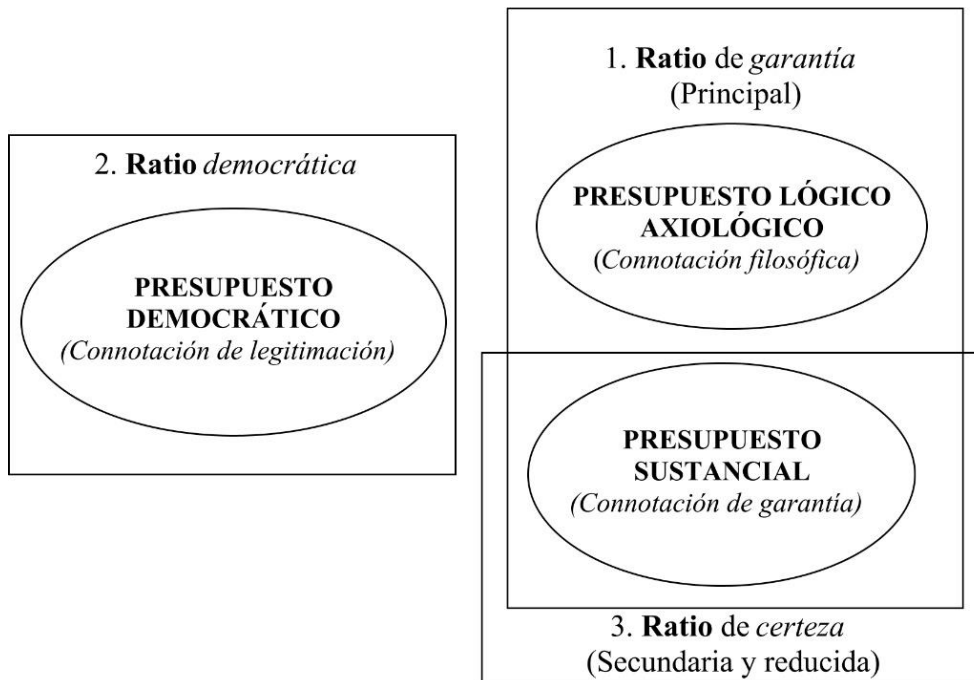 1. Ratio de garantía
(Principal)
PRESUPUESTO LÓGICO
AXIOLÓGICO
(Connotación filosófica)
2. Ratio democrática
PRESUPUESTO
DEMOCRÁTICO
(Connotación de legitimación)
PRESUPUESTO
SUSTANCIAL
(Connotación de garantía)
3. Ratio de certeza
(Secundaria y reducida)